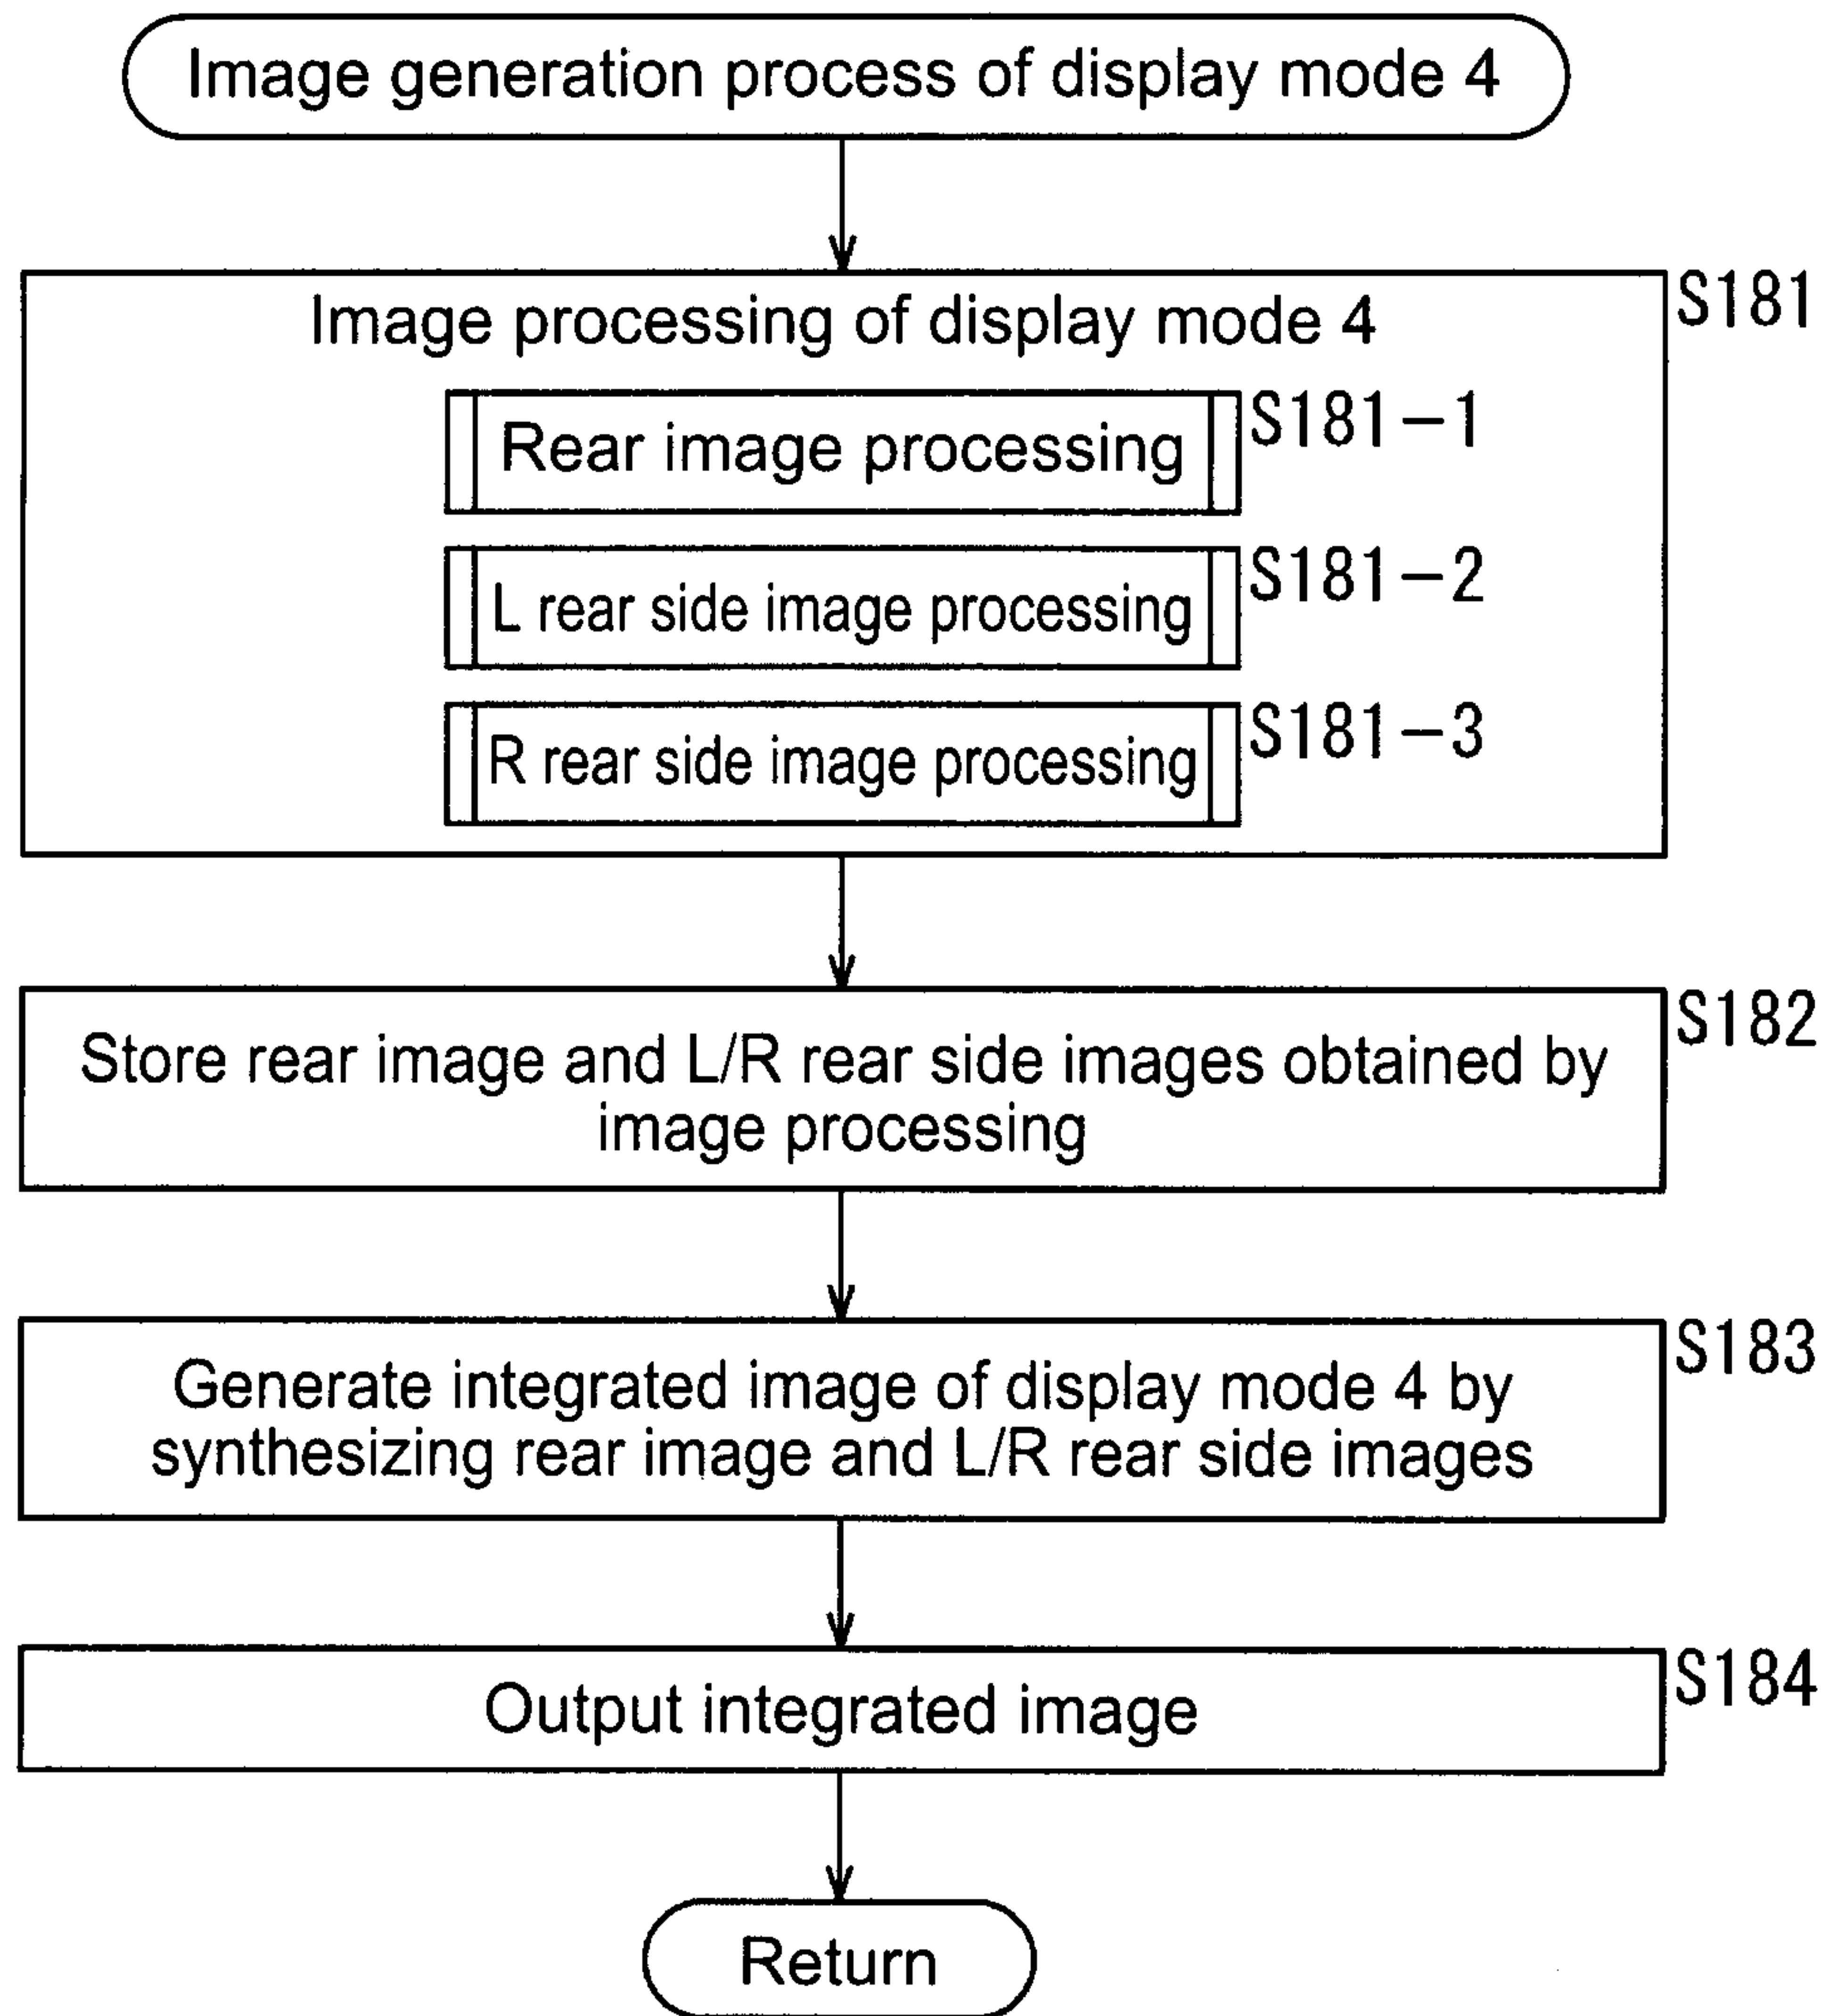 Image generation process of display mode 4
S181
Image processing of display mode 4
S181-1
Rear image processing
S181-2
L rear side image processing
S181-3
R rear side image processing
S182
Store rear image and L/R rear side images obtained by
image processing
S183
Generate integrated image of display mode 4 by
synthesizing rear image and L/R rear side images
S184
Output integrated image
Return